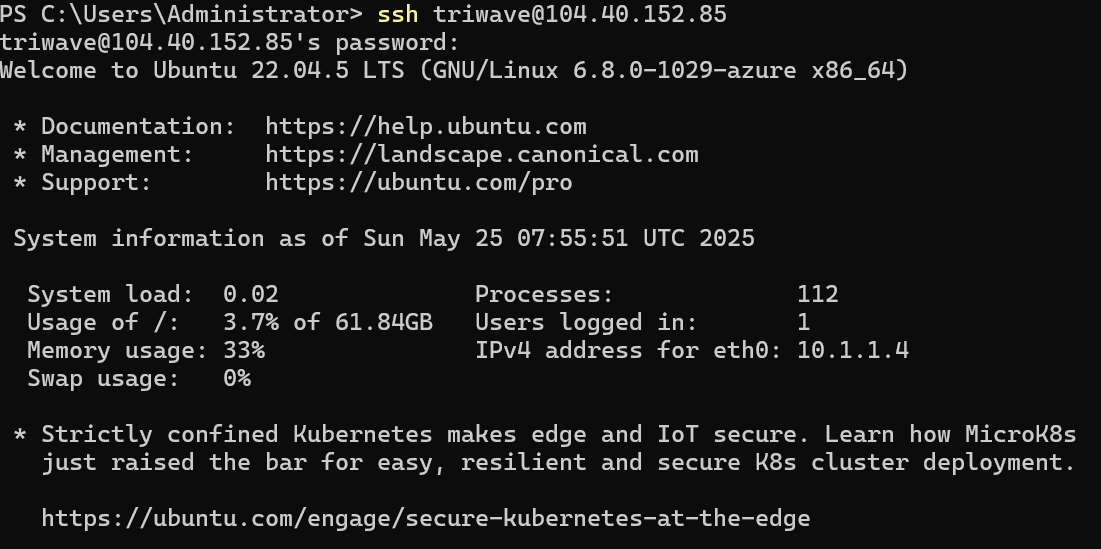 PS C:\Users\Administrator> ssh triwave@104.40.152.85
triwave@104.40.152.85's password:
Welcome to Ubuntu 22.04.5 LTS (GNU/Linux 6.8.0-1029-azure x86_64)
* Documentation:  https://help.ubuntu.com
* Management:     https://landscape.canonical.com
* Support:        https://ubuntu.com/pro
System information as of Sun May 25 07:55:51 UTC 2025
System load:  0.02              Processes:             112
Usage of /:   3.7% of 61.84GB   Users logged in:       1
Memory usage: 33%               IPv4 address for eth0: 10.1.1.4
Swap usage:   0%
* Strictly confined Kubernetes makes edge and IoT secure. Learn how MicroK8s
just raised the bar for easy, resilient and secure K8s cluster deployment.
https://ubuntu.com/engage/secure-kubernetes-at-the-edge